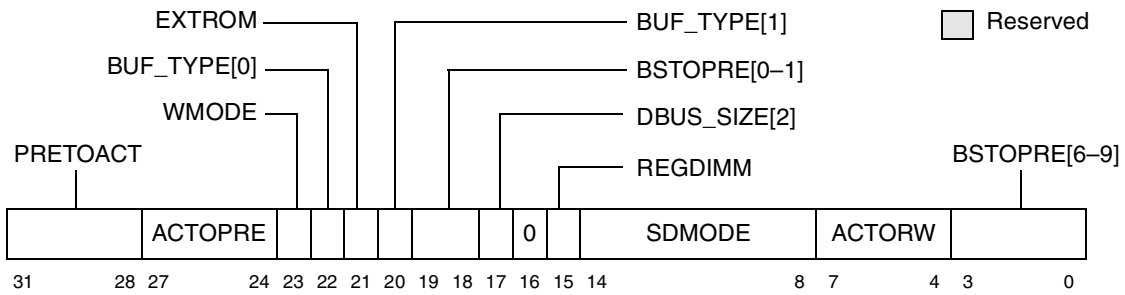 EXTROM BUF_TYPE[1] Reserved
BUF_TYPE[0] BSTOPRE[0–1]
WMODE DBUS_SIZE[2]
PRETOACT REGDIMM BSTOPRE[6–9]
ACTOPRE 0 SDMODE ACTORW
31 28 27 24 23 22 21 20 19 18 17 16 15 14 8 7 4 3 0